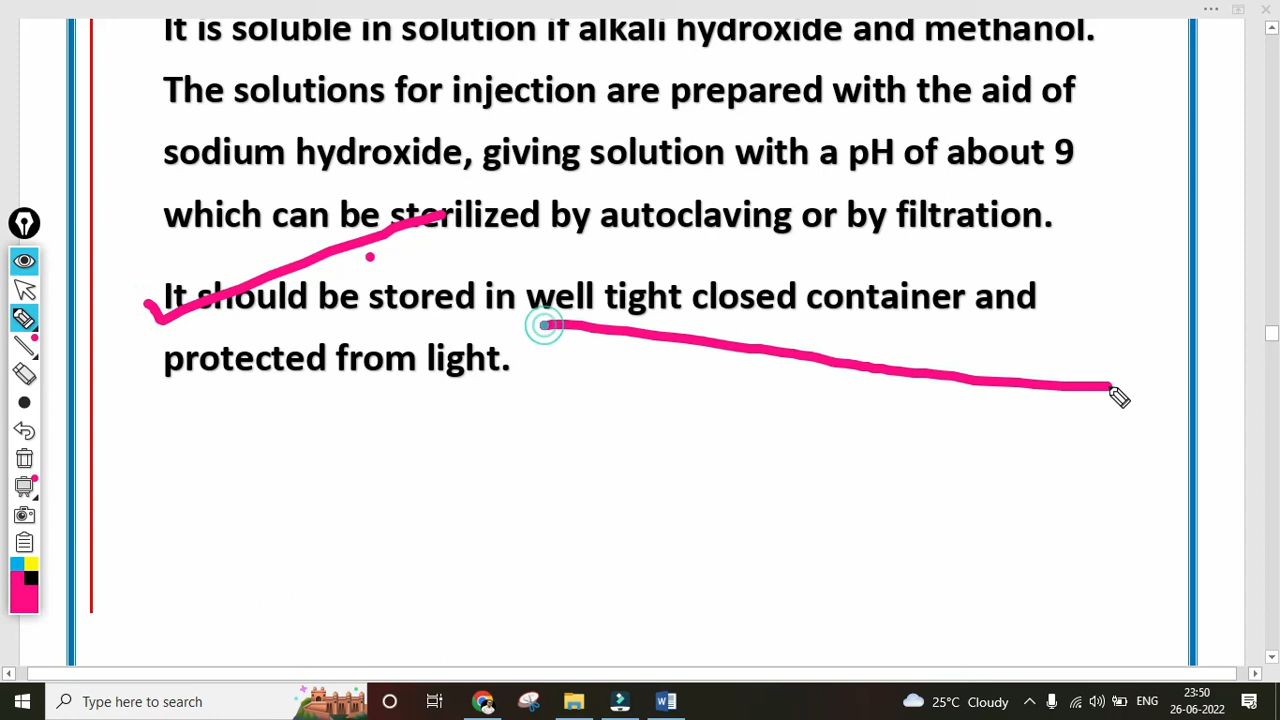 It is soluble in solution if alkali hydroxide and methanol.
The solutions for injection are prepared with the aid of
sodium hydroxide, giving solution with a pH of about 9
which can be sterilized by autoclaving or by filtration.
It should be stored in well tight closed container and
protected from light.
Type here to search
25°C Cloudy
ENG
23:50
26-06-2022